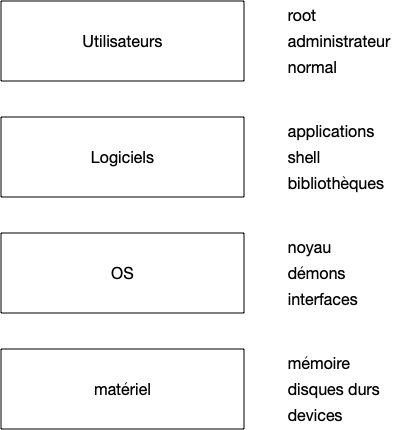 Utilisateurs
root
administrateur
normal
Logiciels
applications
shell
bibliothèques
OS
noyau
démons
interfaces
matériel
mémoire
disques durs
devices